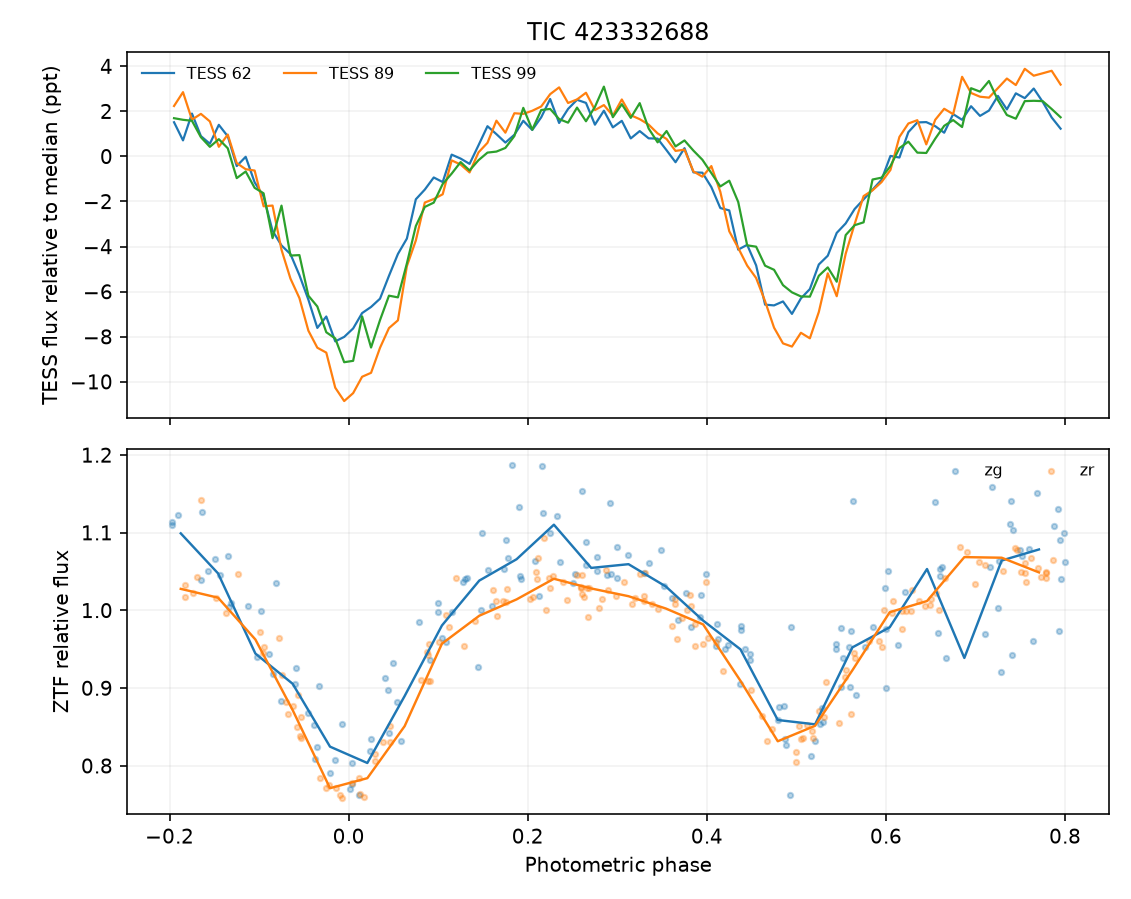 TIC 423332688
TESS flux relative to median (ppt)
TESS 62 TESS 89 TESS 99
4
2
0
−2
−4
−6
−8
−10
ZTF relative flux
zg zr
1.2
1.1
1.0
0.9
0.8
−0.2 0.0 0.2 0.4 0.6 0.8
Photometric phase